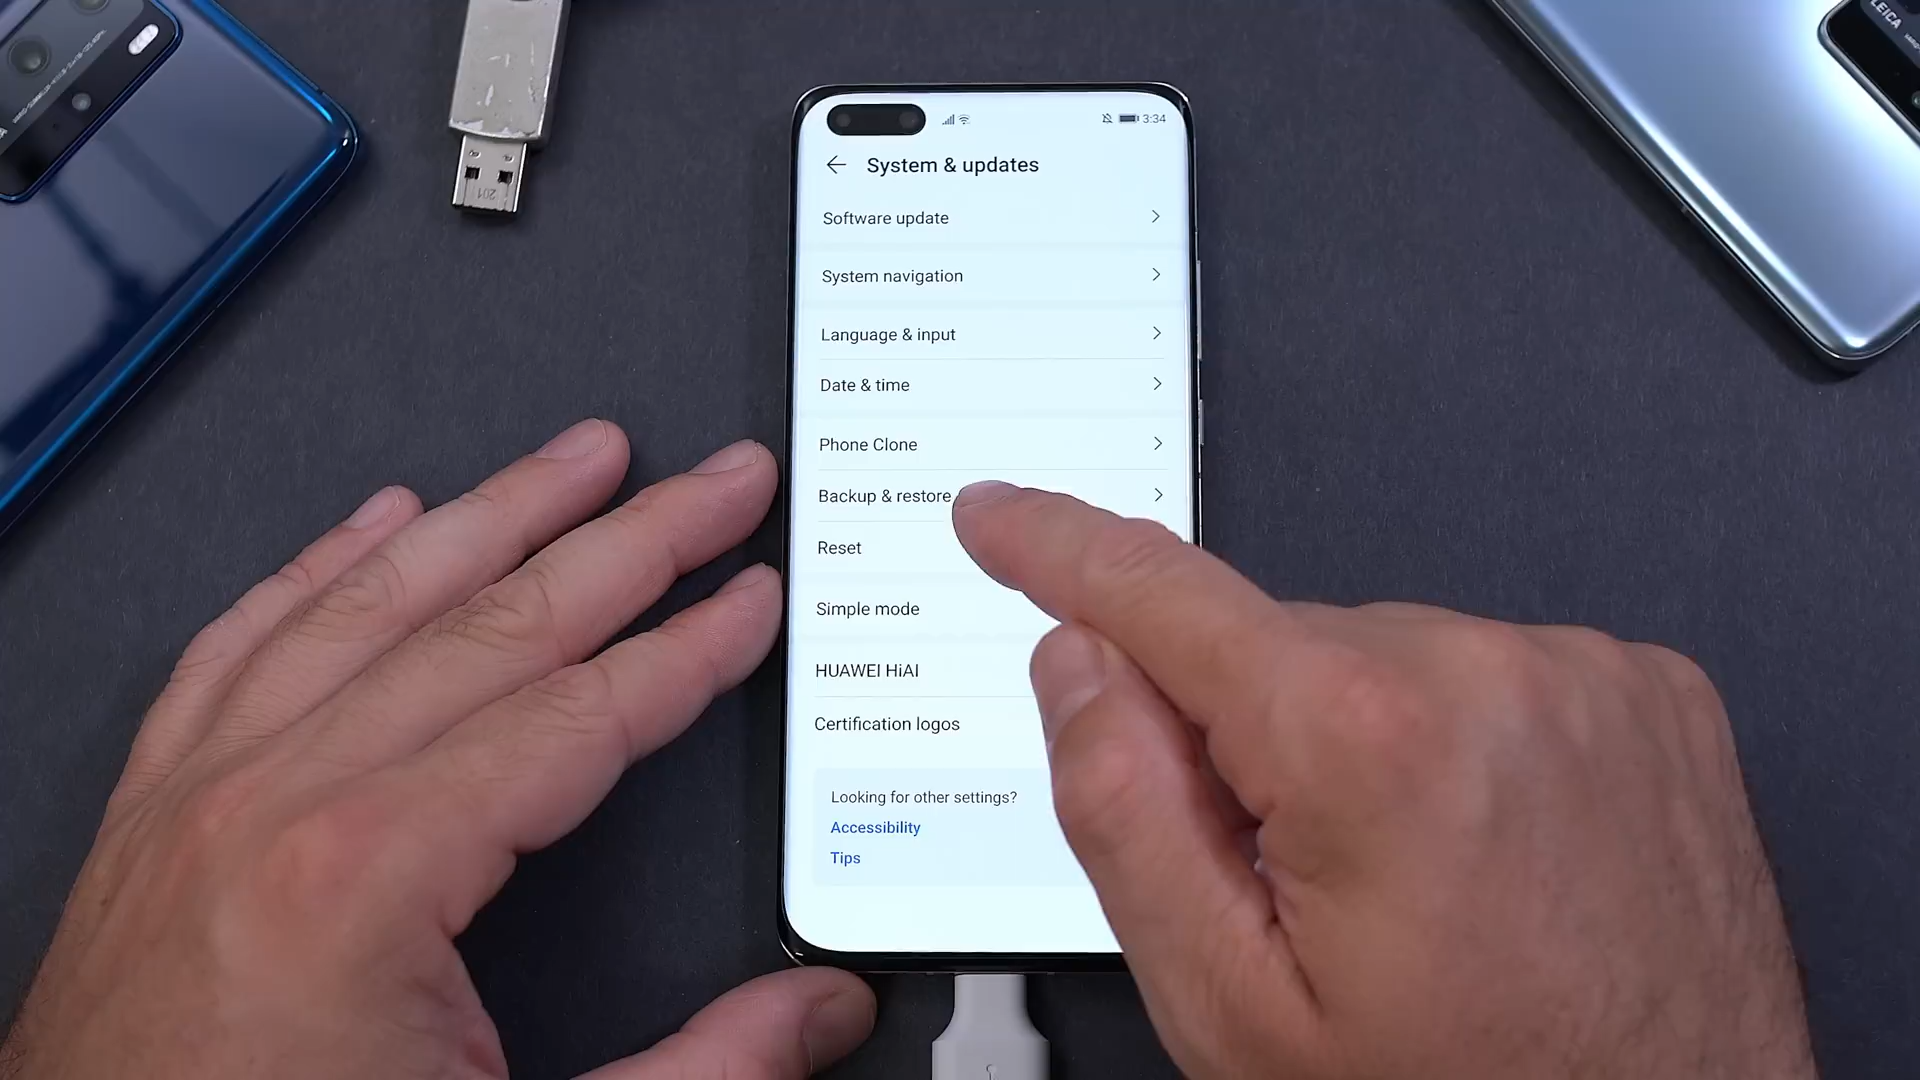 3:34
System & updates
Software update
System navigation
Language & input
Date & time
Phone Clone
Backup & restore
Reset
Simple mode
HUAWEI HiAI
Certification logos
Looking for other settings?
Accessibility
Tips
LEICA